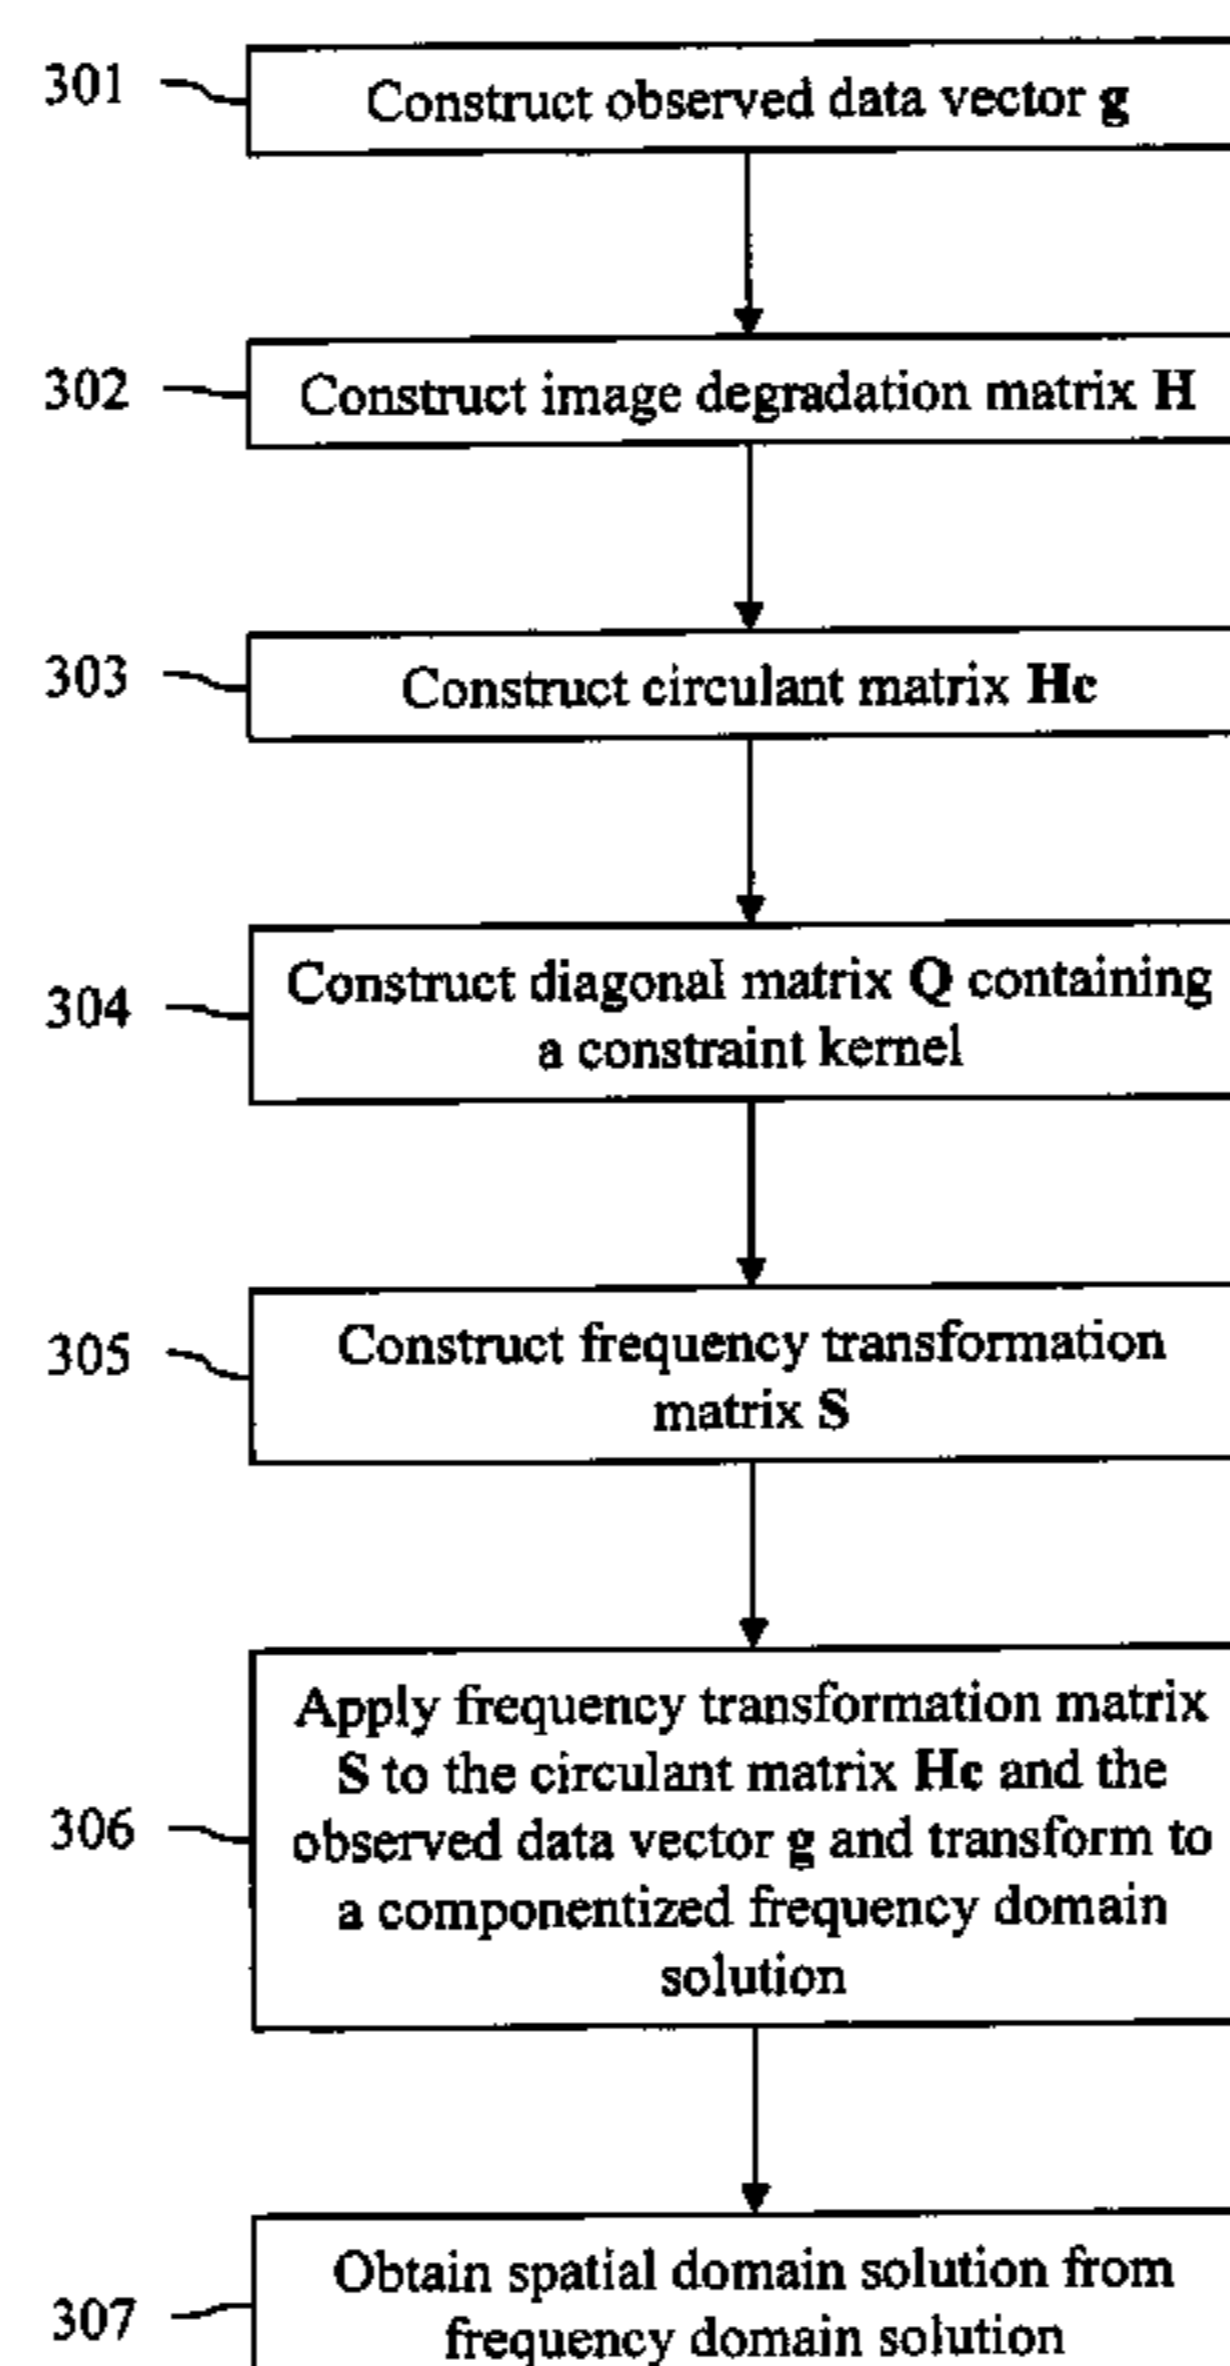 301
Construct observed data vector g
302
Construct image degradation matrix H
303
Construct circulant matrix Hc
304
Construct diagonal matrix Q containing
a constraint kernel
305
Construct frequency transformation
matrix S
306
Apply frequency transformation matrix
S to the circulant matrix Hc and the
observed data vector g and transform to
a componentized frequency domain
solution
307
Obtain spatial domain solution from
frequency domain solution